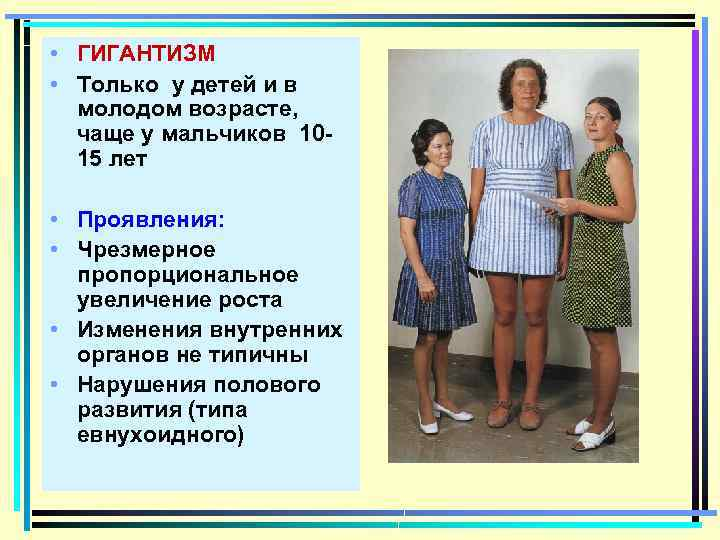 ГИГАНТИЗМ
Только у детей и в
молодом возрасте,
чаще у мальчиков 10-
15 лет
Проявления:
Чрезмерное
пропорциональное
увеличение роста
Изменения внутренних
органов не типичны
Нарушения полового
развития (типа
евнухоидного)